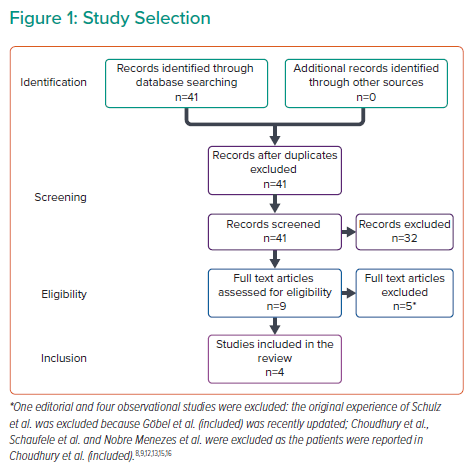 Figure 1: Study Selection
Identification
Records identified through
database searching
n=41
Additional records identified
through other sources
n=0
Records after duplicates
excluded
n=41
Screening
Records screened
n=41
Records excluded
n=32
Eligibility
Full text articles
assessed for eligibility
n=9
Full text articles
excluded
n=5*
Inclusion
Studies included in the
review
n=4
*One editorial and four observational studies were excluded: the original experience of Schulz
et al. was excluded because Göbel et al. (included) was recently updated; Choudhury et al.,
Schaufele et al. and Nobre Menezes et al. were excluded as the patients were reported in
Choudhury et al. (included).8,9,12,13,15,16